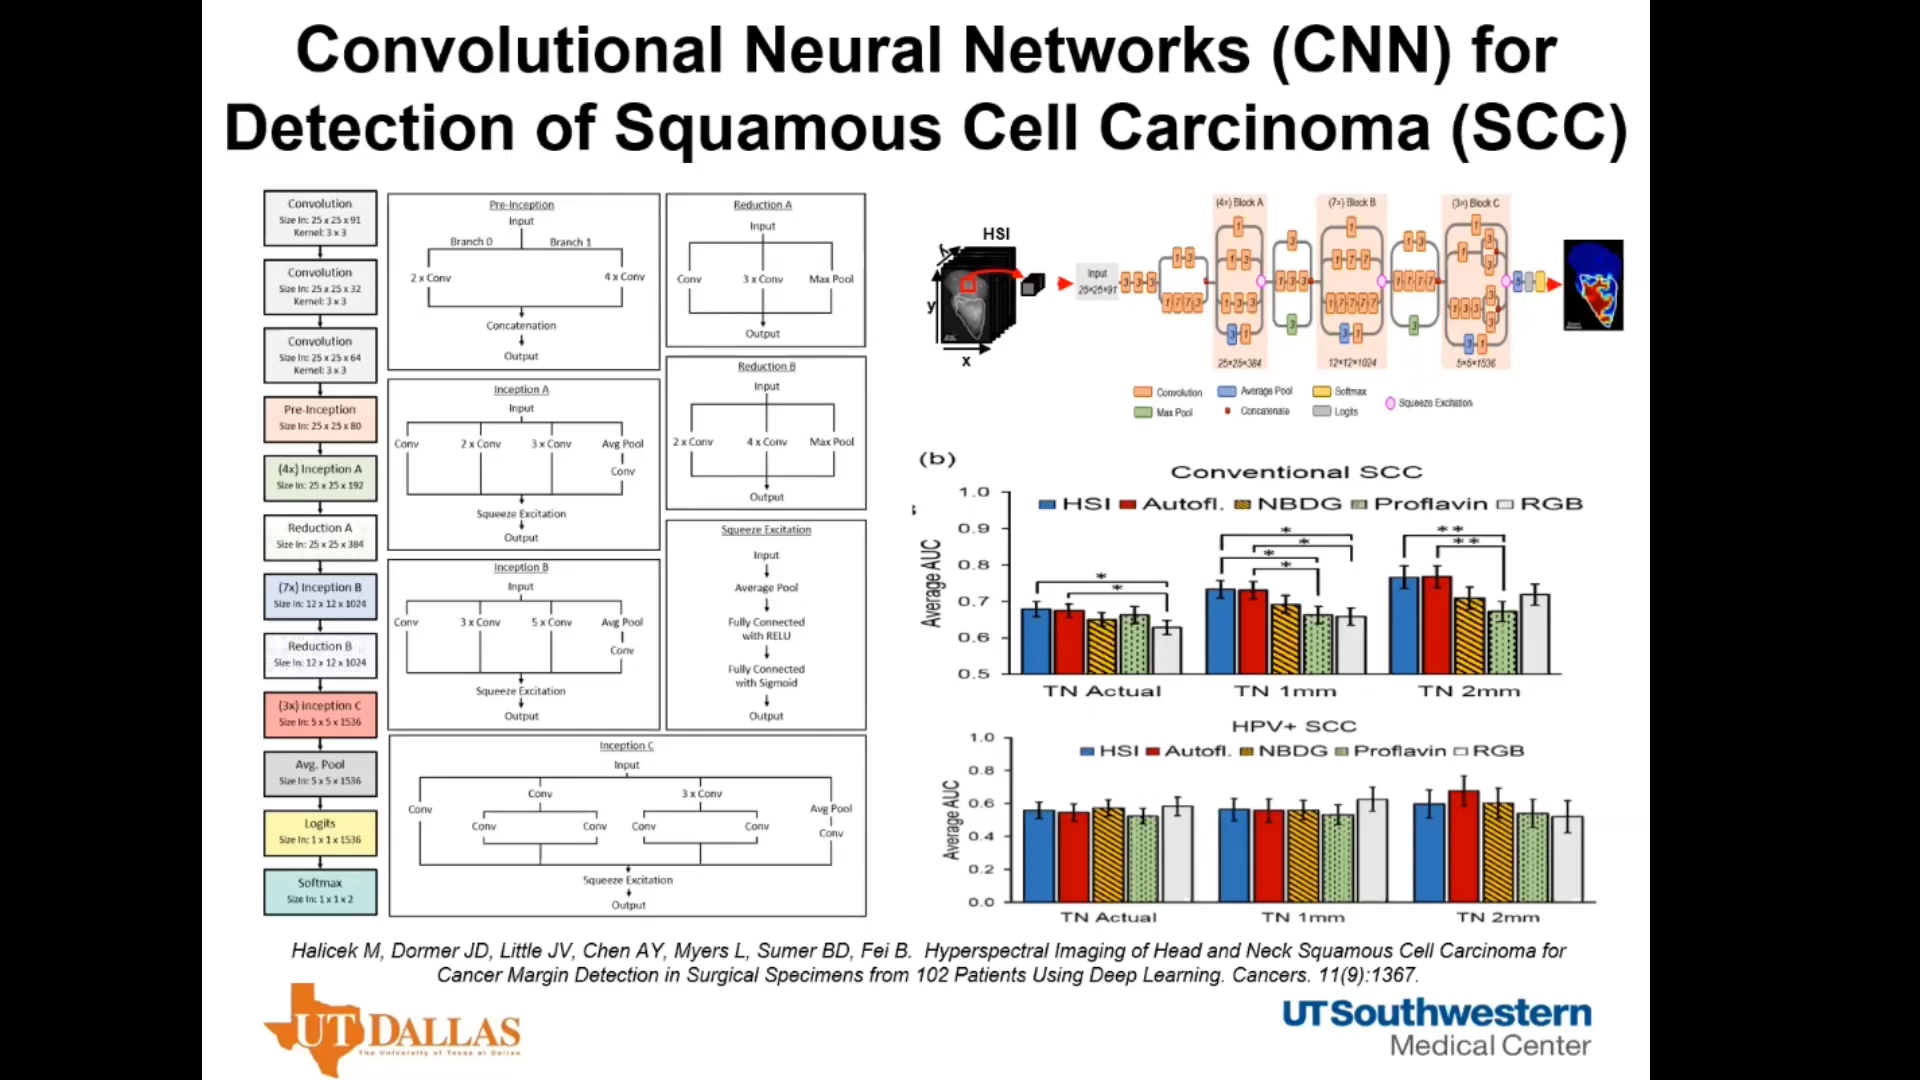 Convolutional Neural Networks (CNN) for
Detection of Squamous Cell Carcinoma (SCC)
Convolution
Size In: 25 x 25 x 91
Kernel: 3 x 3
Convolution
Size In: 25 x 25 x 32
Kernel: 3 x 3
Convolution
Size In: 25 x 25 x 64
Kernel: 3 x 3
Pre-Inception
Size In: 25 x 25 x 80
(4x) Inception A
Size In: 25 x 25 x 192
Reduction A
Size In: 25 x 25 x 384
(7x) Inception B
Size In: 12 x 12 x 1024
Reduction B
Size In: 12 x 12 x 1024
(3x) Inception C
Size In: 5 x 5 x 1536
Avg. Pool
Size In: 5 x 5 x 1536
Logits
Size In: 1 x 1 x 1536
Softmax
Size In: 1 x 1 x 2
Pre-Inception
Input
Branch 0 Branch 1
2 x Conv 4 x Conv
Concatenation
Output
Inception A
Input
Conv 2 x Conv 3 x Conv Avg Pool
Conv
Squeeze Excitation
Output
Inception B
Input
Conv 3 x Conv 5 x Conv Avg Pool
Conv
Squeeze Excitation
Output
Reduction A
Input
Conv 3 x Conv Max Pool
Output
Reduction B
Input
2 x Conv 4 x Conv Max Pool
Output
Squeeze Excitation
Input
Average Pool
Fully Connected
with RELU
Fully Connected
with Sigmoid
Output
Inception C
Input
Conv 3 x Conv
Conv Avg Pool
Conv Conv Conv Conv Conv
Squeeze Excitation
Output
HSI
λ
y
x
Input
25×25×91
(4x) Block A
(7x) Block B
(3x) Block C
25×25×384
12×12×1024
5×5×1536
Convolution Average Pool Softmax Squeeze Excitation
Max Pool Concatenate Logits
(b)
Conventional SCC
HSI Autofl. NBDG Proflavin RGB
Average AUC
1.0
0.9
0.8
0.7
0.6
0.5
* * * * * * ** **
TN Actual TN 1mm TN 2mm
HPV+ SCC
HSI Autofl. NBDG Proflavin RGB
Average AUC
1.0
0.8
0.6
0.4
0.2
0.0
TN Actual TN 1mm TN 2mm
Halicek M, Dormer JD, Little JV, Chen AY, Myers L, Sumer BD, Fei B. Hyperspectral Imaging of Head and Neck Squamous Cell Carcinoma for
Cancer Margin Detection in Surgical Specimens from 102 Patients Using Deep Learning. Cancers. 11(9):1367.
UT DALLAS
The University of Texas at Dallas
UT Southwestern
Medical Center